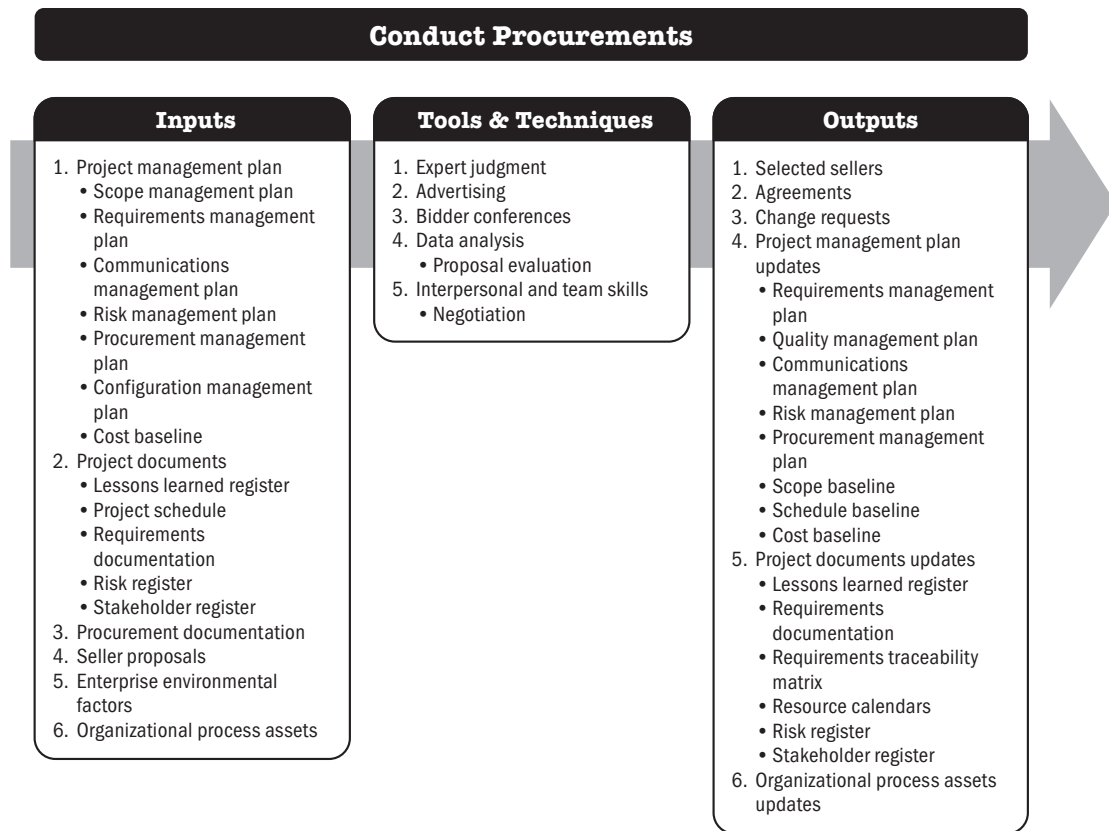 Conduct Procurements
Inputs
1. Project management plan
• Scope management plan
• Requirements management
plan
• Communications
management plan
• Risk management plan
• Procurement management
plan
• Configuration management
plan
• Cost baseline
2. Project documents
• Lessons learned register
• Project schedule
• Requirements
documentation
• Risk register
• Stakeholder register
3. Procurement documentation
4. Seller proposals
5. Enterprise environmental
factors
6. Organizational process assets
Tools & Techniques
1. Expert judgment
2. Advertising
3. Bidder conferences
4. Data analysis
• Proposal evaluation
5. Interpersonal and team skills
• Negotiation
Outputs
1. Selected sellers
2. Agreements
3. Change requests
4. Project management plan
updates
• Requirements management
plan
• Quality management plan
• Communications
management plan
• Risk management plan
• Procurement management
plan
• Scope baseline
• Schedule baseline
• Cost baseline
5. Project documents updates
• Lessons learned register
• Requirements
documentation
• Requirements traceability
matrix
• Resource calendars
• Risk register
• Stakeholder register
6. Organizational process assets
updates